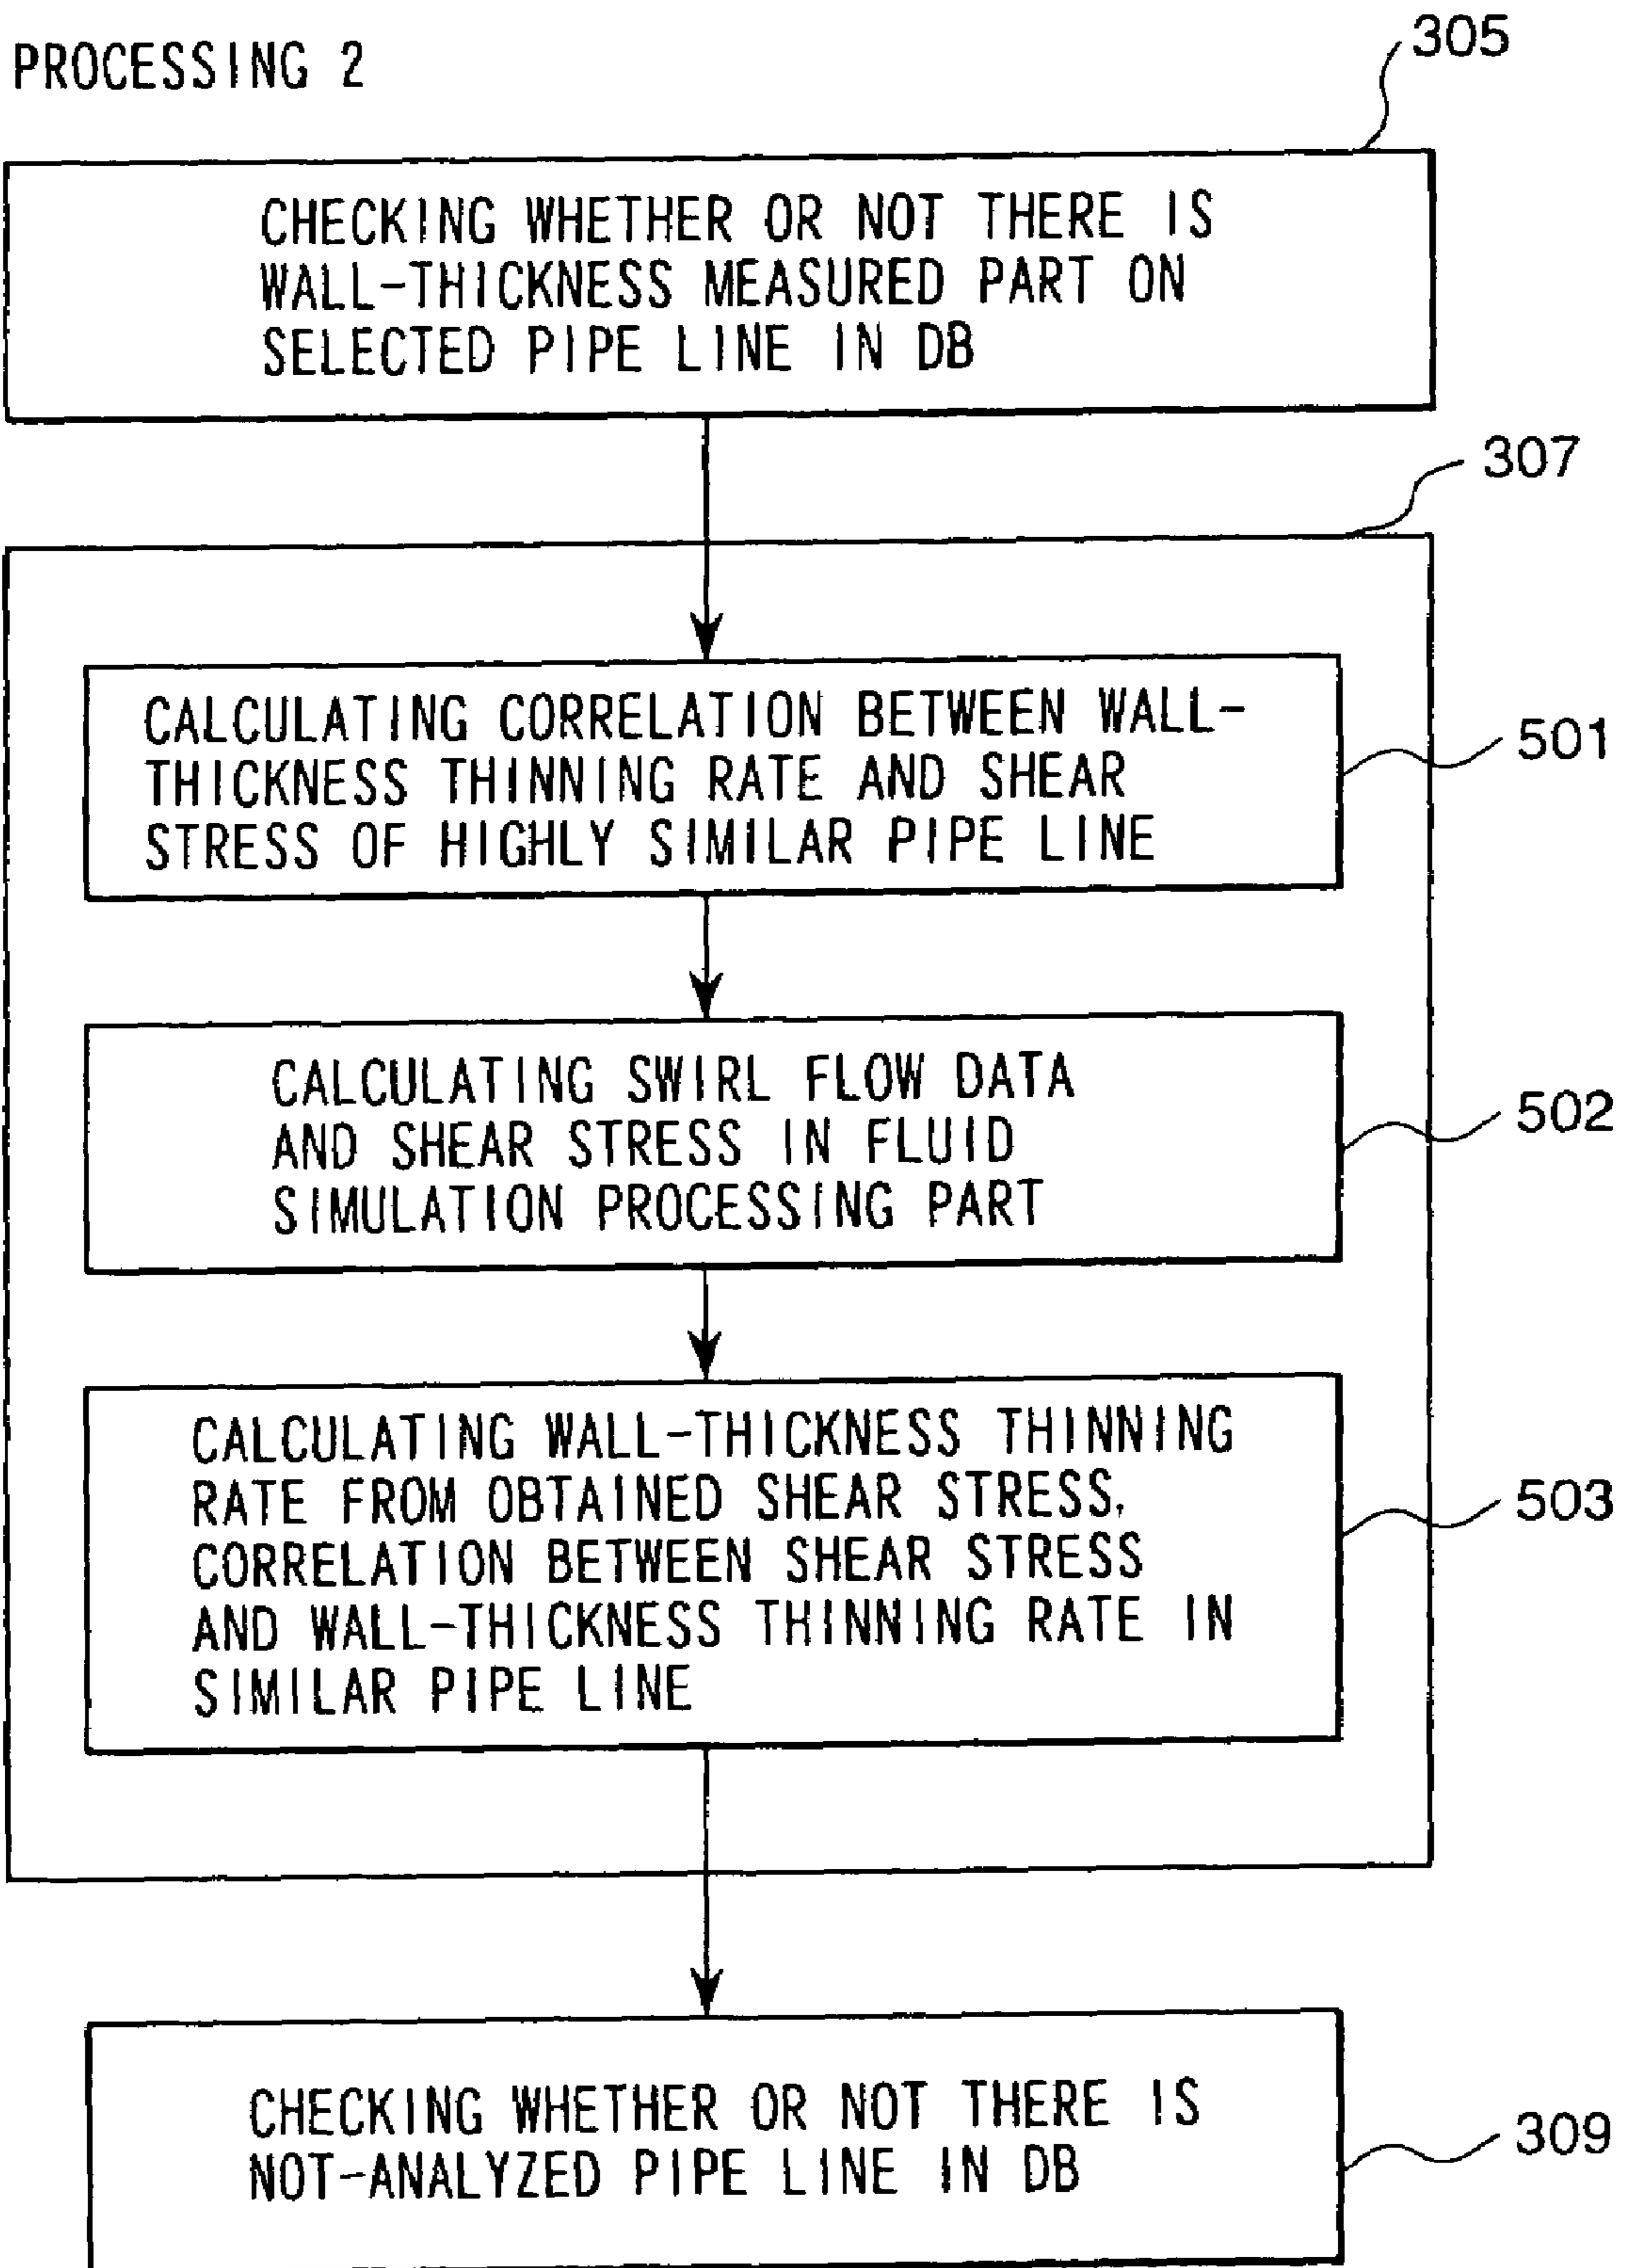 PROCESSING 2
305
CHECKING WHETHER OR NOT THERE IS
WALL-THICKNESS MEASURED PART ON
SELECTED PIPE LINE IN DB
307
CALCULATING CORRELATION BETWEEN WALL-
THICKNESS THINNING RATE AND SHEAR
STRESS OF HIGHLY SIMILAR PIPE LINE
501
CALCULATING SWIRL FLOW DATA
AND SHEAR STRESS IN FLUID
SIMULATION PROCESSING PART
502
CALCULATING WALL-THICKNESS THINNING
RATE FROM OBTAINED SHEAR STRESS,
CORRELATION BETWEEN SHEAR STRESS
AND WALL-THICKNESS THINNING RATE IN
SIMILAR PIPE LINE
503
CHECKING WHETHER OR NOT THERE IS
NOT-ANALYZED PIPE LINE IN DB
309